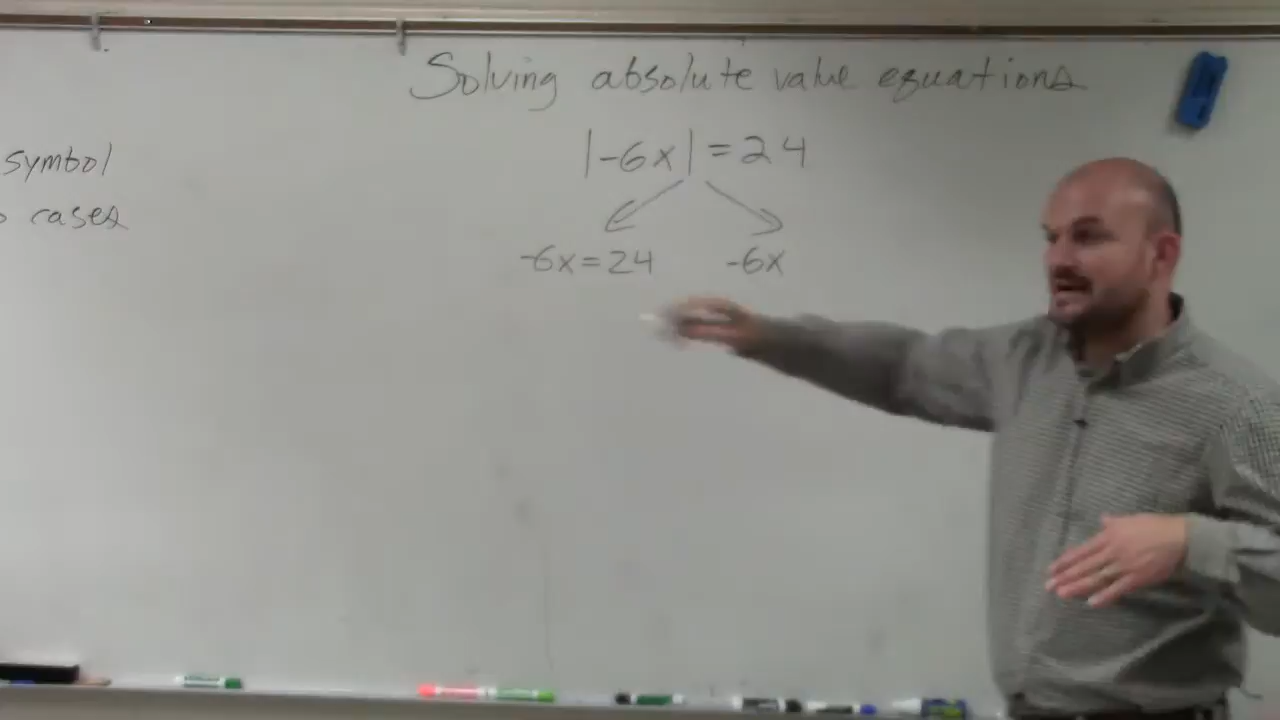 Solving absolute value equations
symbol
cases
|-6x| = 24
-6x = 24
-6x